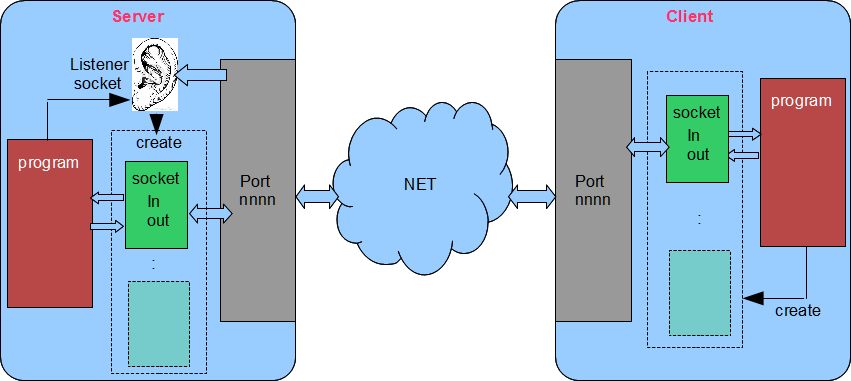 Server
Listener
socket
create
program
socket
In
out
:
Port
nnnn
NET
Client
Port
nnnn
socket
In
out
:
program
create